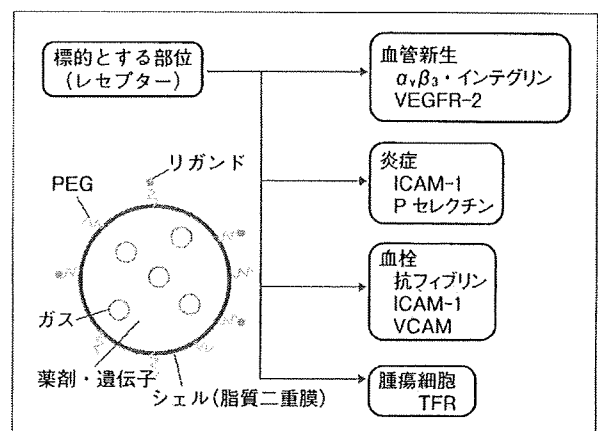 標的とする部位
(レセプター)
血管新生
αvβ3・インテグリン
VEGFR-2
炎症
ICAM-1
P セレクチン
血栓
抗フィブリン
ICAM-1
VCAM
腫瘍細胞
TFR
リガンド
PEG
ガス
薬剤・遺伝子
シェル(脂質二重膜)